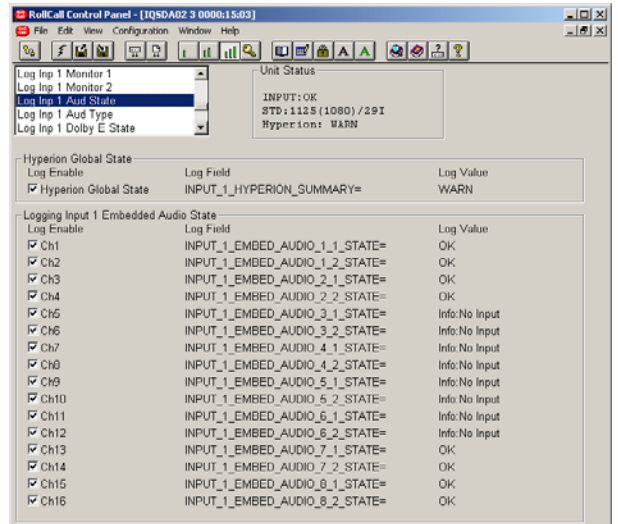 RollCall Control Panel - [IQSDA02 3 0000:15:03]
File Edit View Configuration Window Help
Log Inp 1 Monitor 1
Log Inp 1 Monitor 2
Log Inp 1 Aud State
Log Inp 1 Aud Type
Log Inp 1 Dolby E State
Unit Status
INPUT:OK
STD:1125(1080)/29I
Hyperion: WARN
Hyperion Global State
Log Enable Log Field Log Value
Hyperion Global State INPUT_1_HYPERION_SUMMARY= WARN
Logging Input 1 Embedded Audio State
Log Enable Log Field Log Value
Ch1 INPUT_1_EMBED_AUDIO_1_1_STATE= OK
Ch2 INPUT_1_EMBED_AUDIO_1_2_STATE= OK
Ch3 INPUT_1_EMBED_AUDIO_2_1_STATE= OK
Ch4 INPUT_1_EMBED_AUDIO_2_2_STATE= OK
Ch5 INPUT_1_EMBED_AUDIO_3_1_STATE= Info:No Input
Ch6 INPUT_1_EMBED_AUDIO_3_2_STATE= Info:No Input
Ch7 INPUT_1_EMBED_AUDIO_4_1_STATE= Info:No Input
Ch8 INPUT_1_EMBED_AUDIO_4_2_STATE= Info:No Input
Ch9 INPUT_1_EMBED_AUDIO_5_1_STATE= Info:No Input
Ch10 INPUT_1_EMBED_AUDIO_5_2_STATE= Info:No Input
Ch11 INPUT_1_EMBED_AUDIO_6_1_STATE= Info:No Input
Ch12 INPUT_1_EMBED_AUDIO_6_2_STATE= Info:No Input
Ch13 INPUT_1_EMBED_AUDIO_7_1_STATE= OK
Ch14 INPUT_1_EMBED_AUDIO_7_2_STATE= OK
Ch15 INPUT_1_EMBED_AUDIO_8_1_STATE= OK
Ch16 INPUT_1_EMBED_AUDIO_8_2_STATE= OK